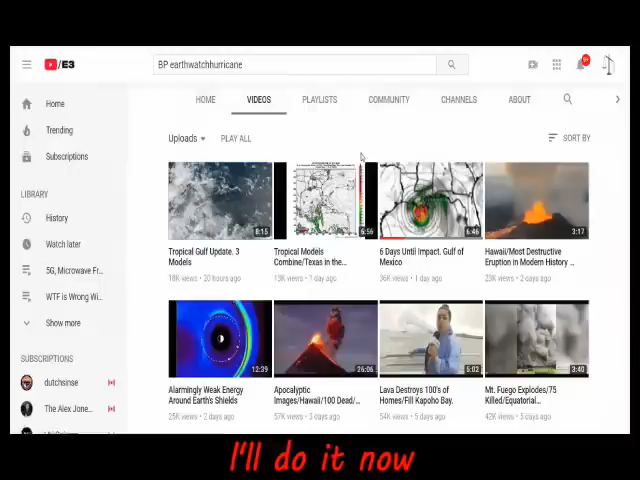 /E3
BP earthwatchhurricane
9+
HOME VIDEOS PLAYLISTS COMMUNITY CHANNELS ABOUT
Home
Trending
Subscriptions
LIBRARY
History
Watch later
5G, Microwave Fr...
WTF is Wrong Wi...
Show more
SUBSCRIPTIONS
dutchsinse
The Alex Jone...
Uploads PLAY ALL SORT BY
8:15
Tropical Gulf Update. 3
Models
18K views • 20 hours ago
6:56
Tropical Models
Combine/Texas in the...
13K views • 1 day ago
6:46
6 Days Until Impact. Gulf of
Mexico
36K views • 1 day ago
3:17
Hawaii/Most Destructive
Eruption in Modern History ...
23K views • 2 days ago
12:39
Alarmingly Weak Energy
Around Earth's Shields
25K views • 2 days ago
26:06
Apocalyptic
Images/Hawaii/100 Dead/...
57K views • 3 days ago
5:02
Lava Destroys 100's of
Homes/Fill Kapoho Bay.
54K views • 5 days ago
3:40
Mt. Fuego Explodes/75
Killed/Equatorial...
42K views • 5 days ago
I'll do it now